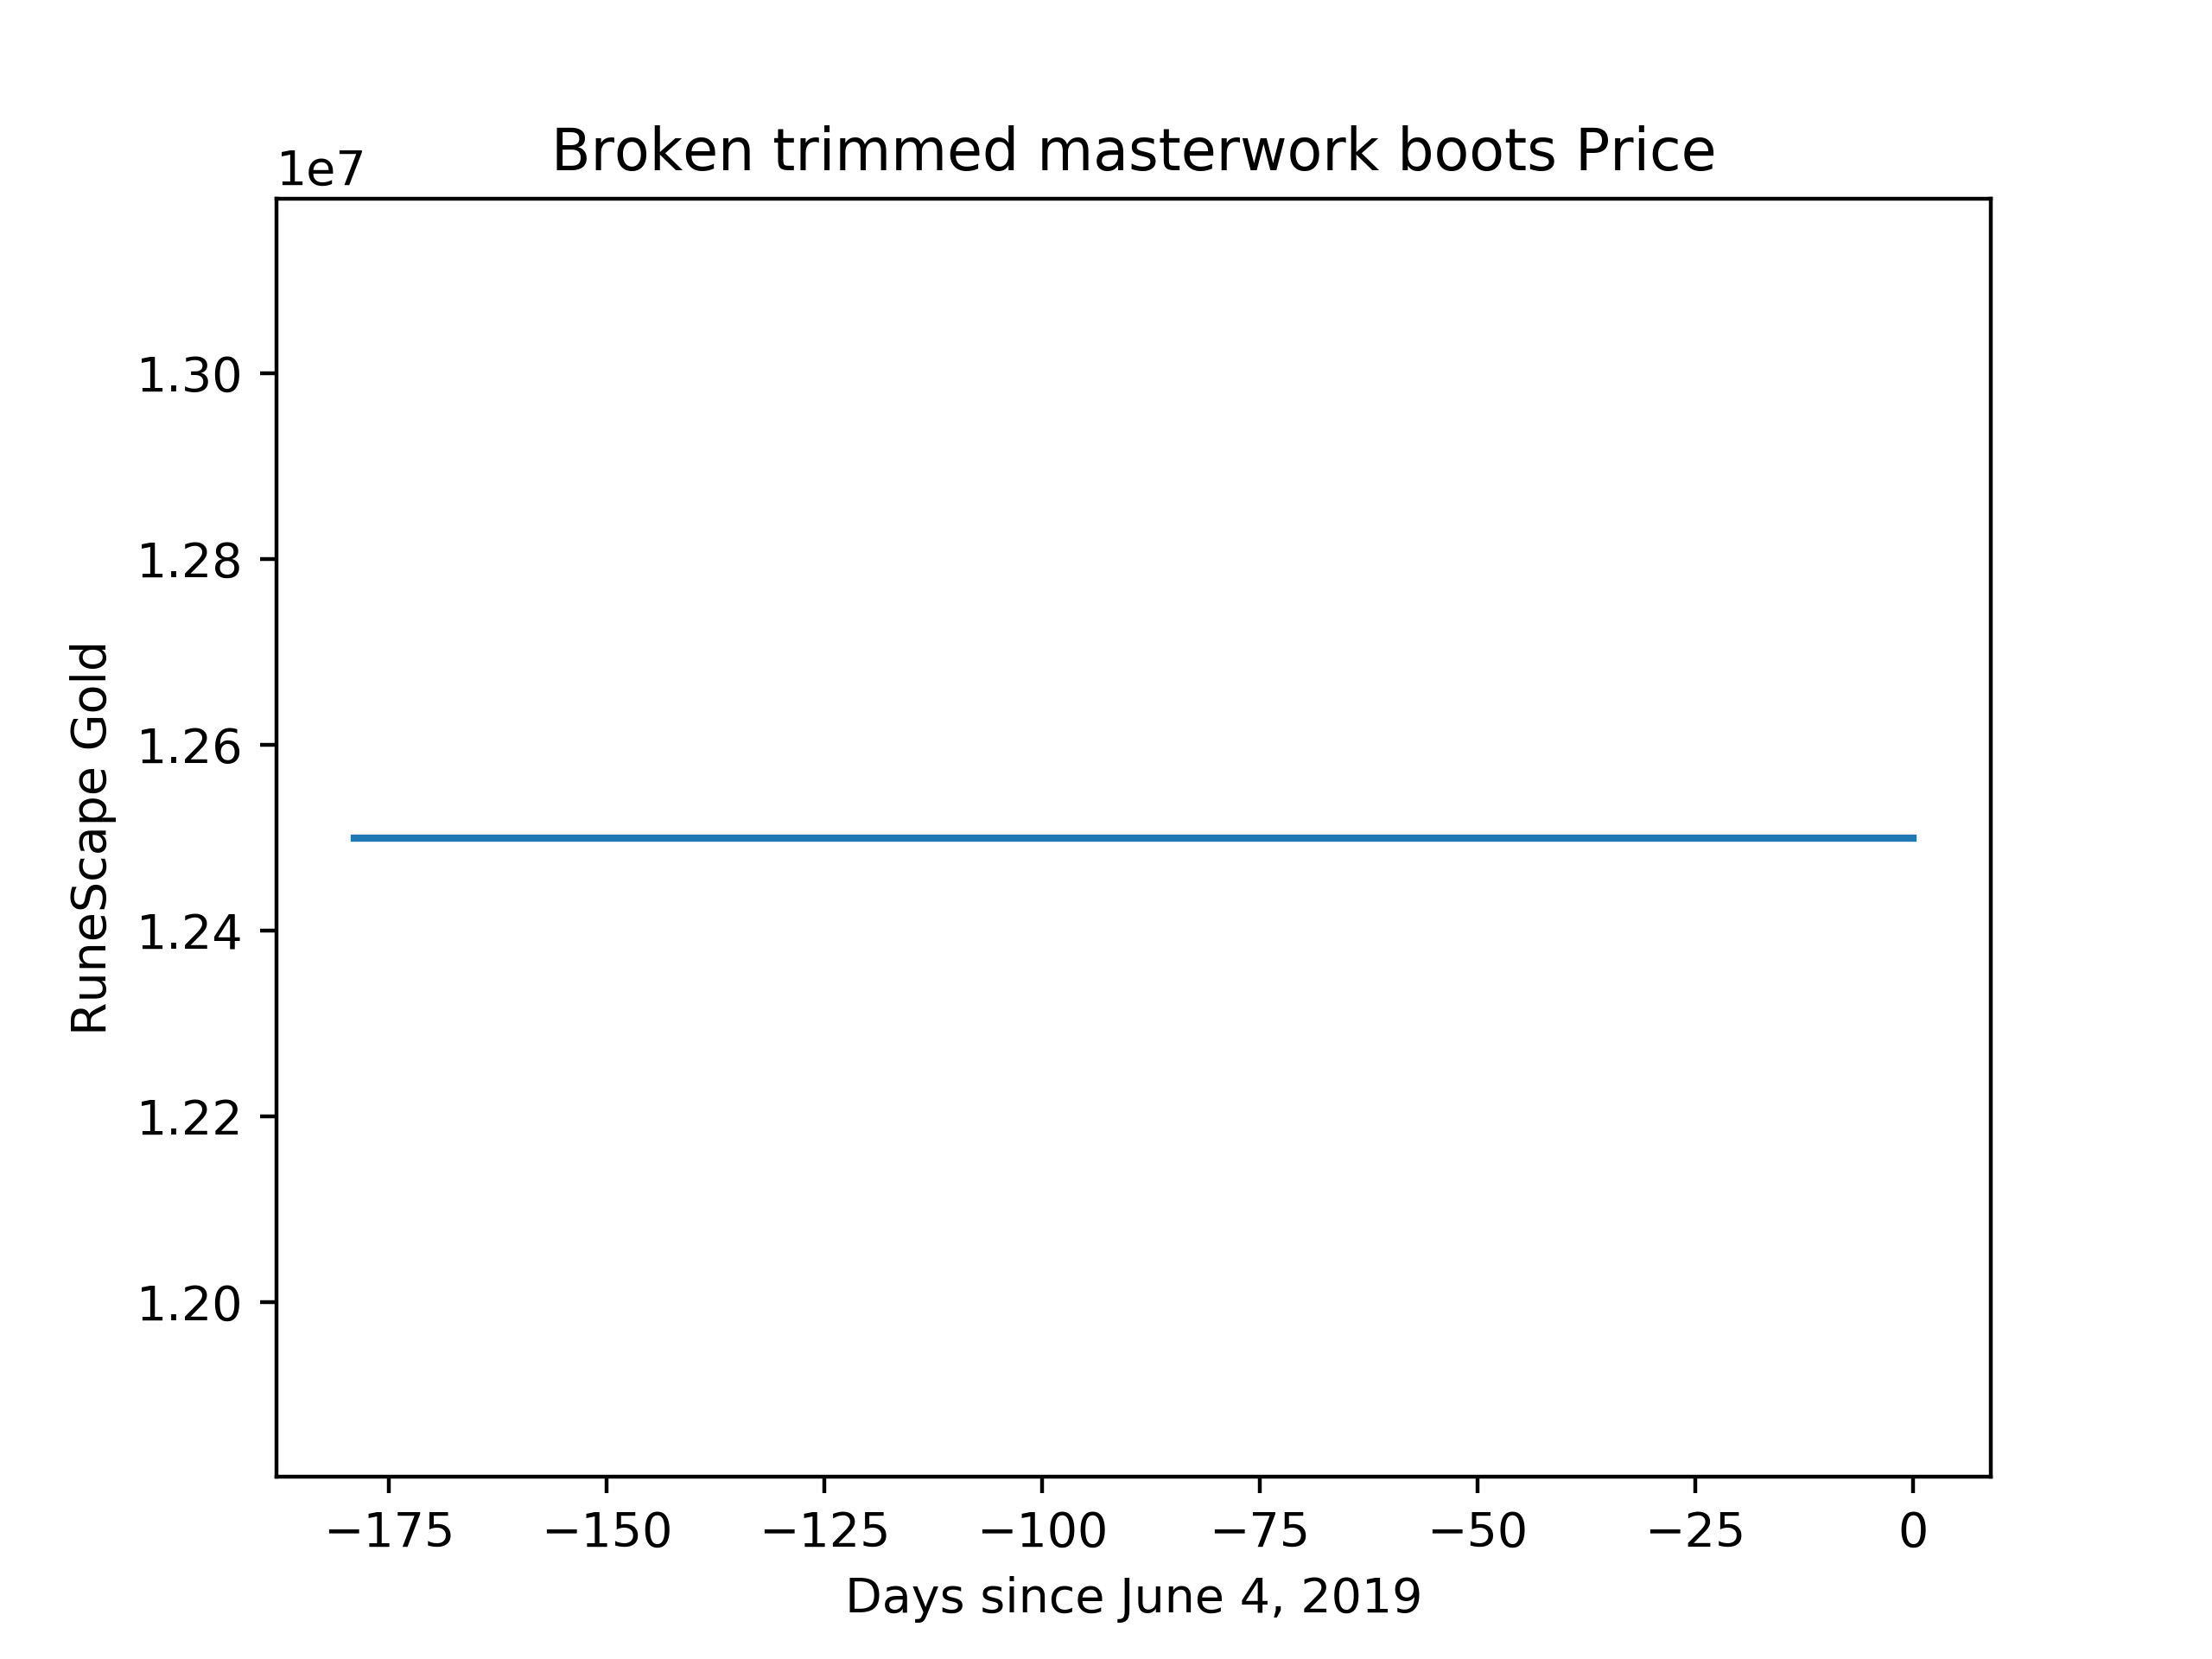 Broken trimmed masterwork boots Price
1e7
RuneScape Gold
1.30
1.28
1.26
1.24
1.22
1.20
−175 −150 −125 −100 −75 −50 −25 0
Days since June 4, 2019